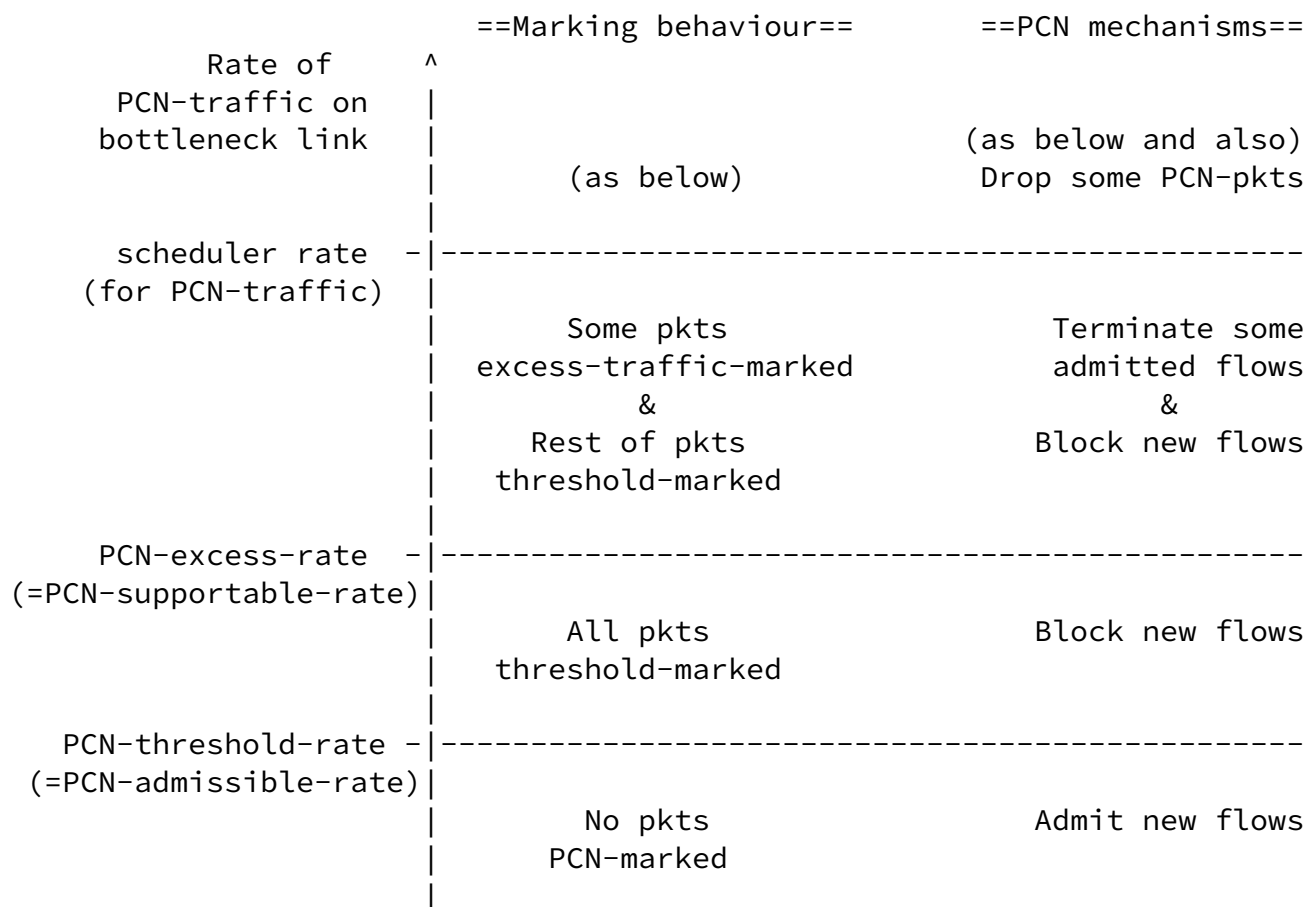 ==Marking behaviour== ==PCN mechanisms==
Rate of ^
PCN-traffic on |
bottleneck link | (as below and also)
| (as below) Drop some PCN-pkts
|
scheduler rate -|------------------------------------------------
(for PCN-traffic) |
| Some pkts Terminate some
| excess-traffic-marked admitted flows
| & &
| Rest of pkts Block new flows
| threshold-marked
|
PCN-excess-rate -|------------------------------------------------
(=PCN-supportable-rate)|
| All pkts Block new flows
| threshold-marked
|
PCN-threshold-rate -|------------------------------------------------
(=PCN-admissible-rate)|
| No pkts Admit new flows
| PCN-marked
|